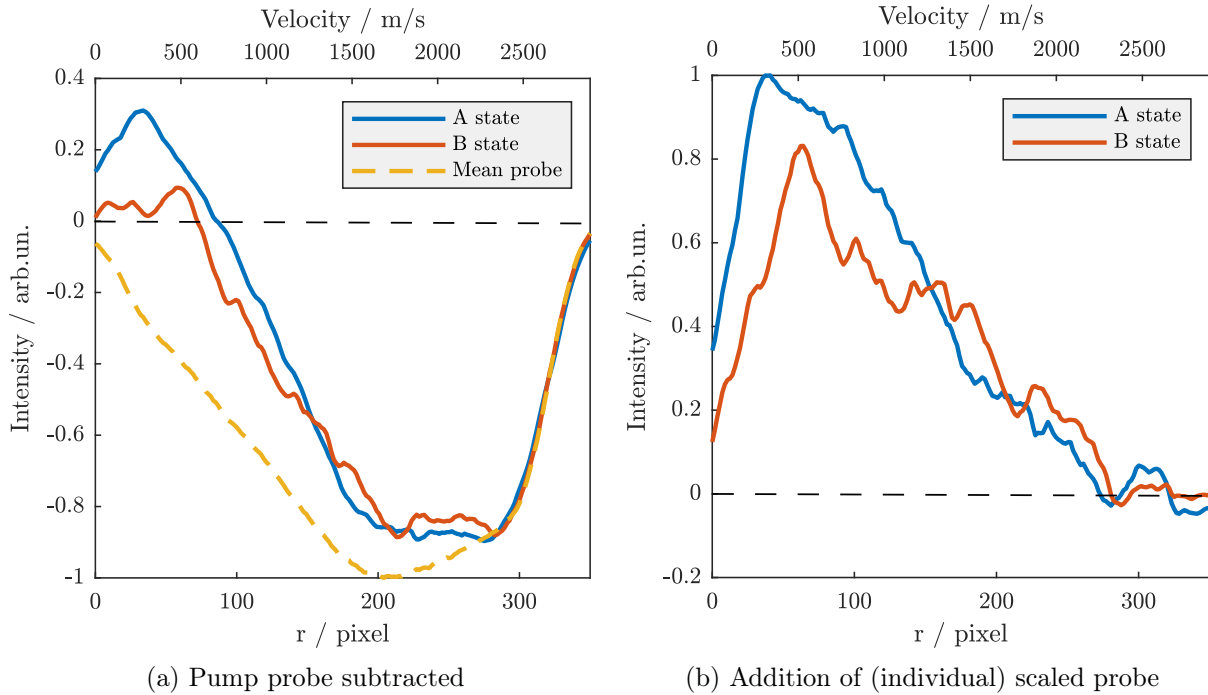 Velocity / m/s
0 500 1000 1500 2000 2500
0.4
0.2
0
-0.2
-0.4
-0.6
-0.8
-1
Intensity / arb.un.
A state
B state
Mean probe
0 100 200 300
r / pixel
(a) Pump probe subtracted
Velocity / m/s
0 500 1000 1500 2000 2500
1
0.8
0.6
0.4
0.2
0
-0.2
Intensity / arb.un.
A state
B state
0 100 200 300
r / pixel
(b) Addition of (individual) scaled probe